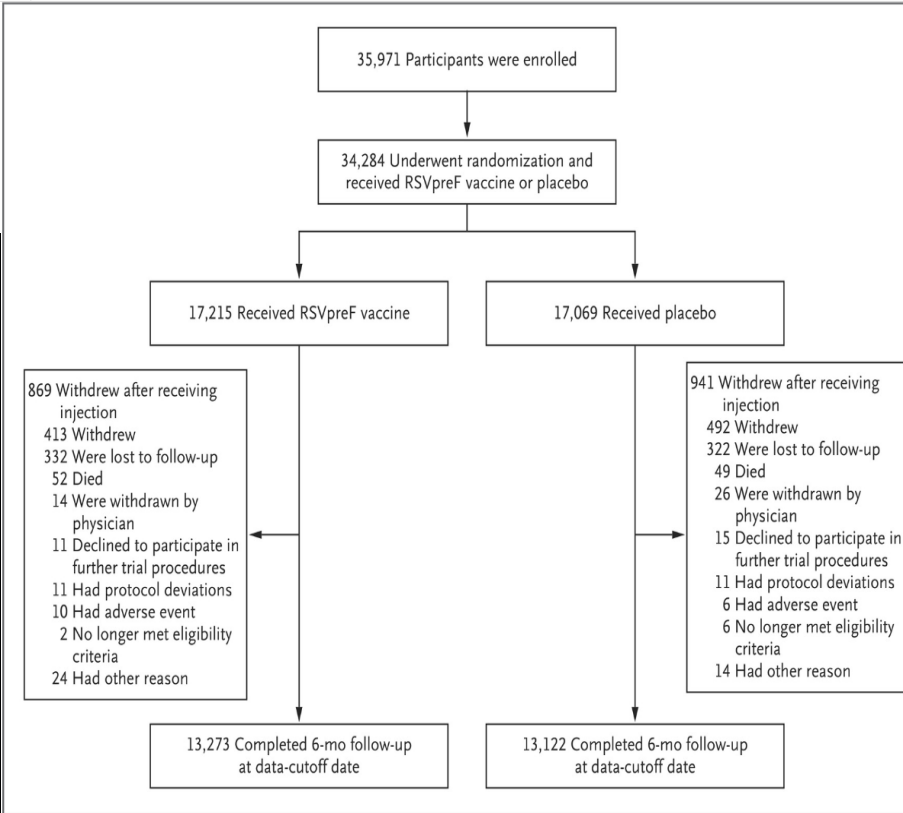 35,971 Participants were enrolled
34,284 Underwent randomization and
received RSVpreF vaccine or placebo
17,215 Received RSVpreF vaccine
17,069 Received placebo
869 Withdrew after receiving
injection
413 Withdrew
332 Were lost to follow-up
52 Died
14 Were withdrawn by
physician
11 Declined to participate in
further trial procedures
11 Had protocol deviations
10 Had adverse event
2 No longer met eligibility
criteria
24 Had other reason
941 Withdrew after receiving
injection
492 Withdrew
322 Were lost to follow-up
49 Died
26 Were withdrawn by
physician
15 Declined to participate in
further trial procedures
11 Had protocol deviations
6 Had adverse event
6 No longer met eligibility
criteria
14 Had other reason
13,273 Completed 6-mo follow-up
at data-cutoff date
13,122 Completed 6-mo follow-up
at data-cutoff date